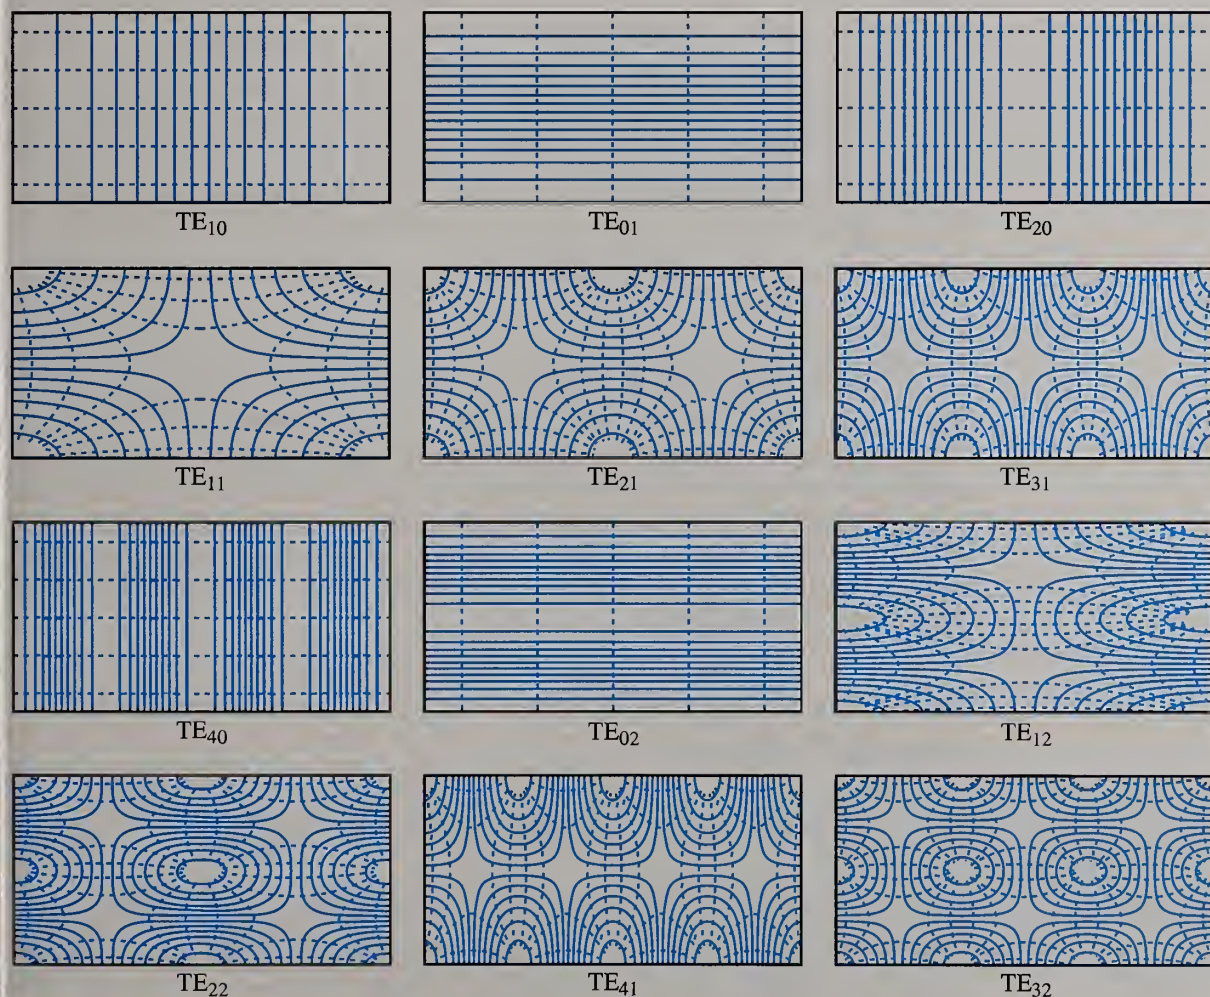 TE₁₀ TE₀₁ TE₂₀
TE₁₁ TE₂₁ TE₃₁
TE₄₀ TE₀₂ TE₁₂
TE₂₂ TE₄₁ TE₃₂